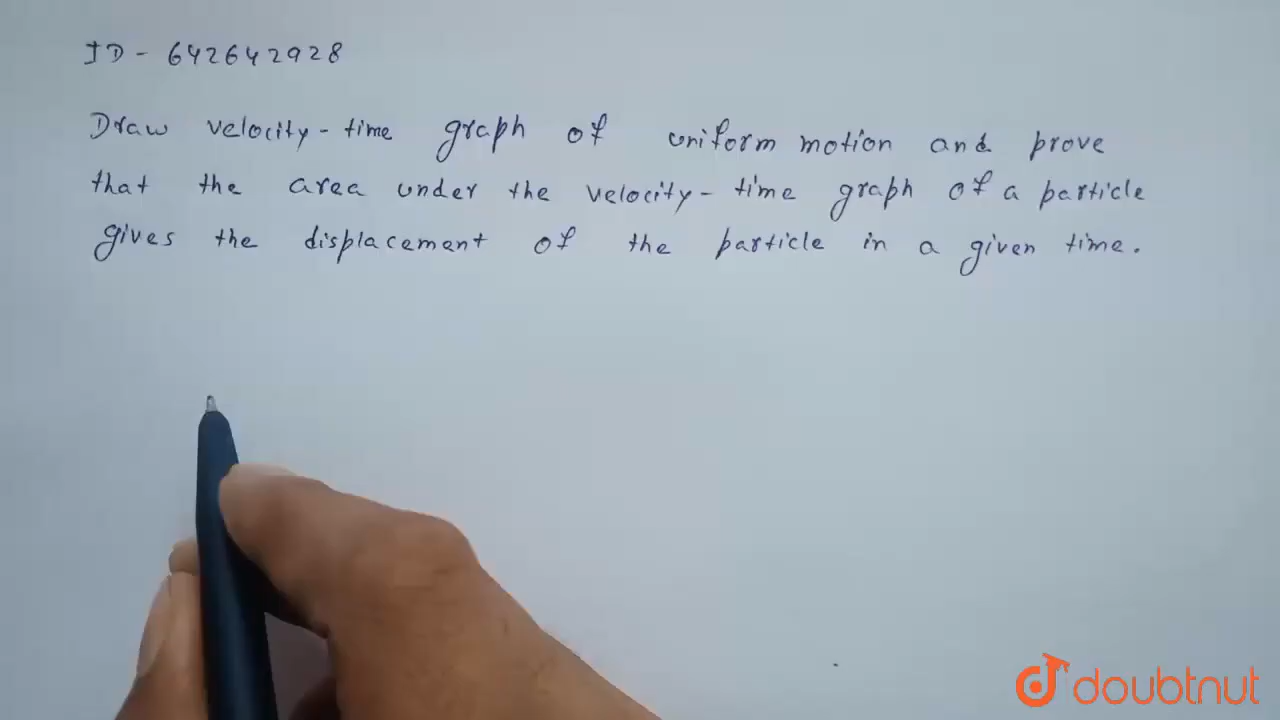 ID - 642642928
Draw velocity-time graph of uniform motion and prove
that the area under the velocity-time graph of a particle
gives the displacement of the particle in a given time.
doubtnut